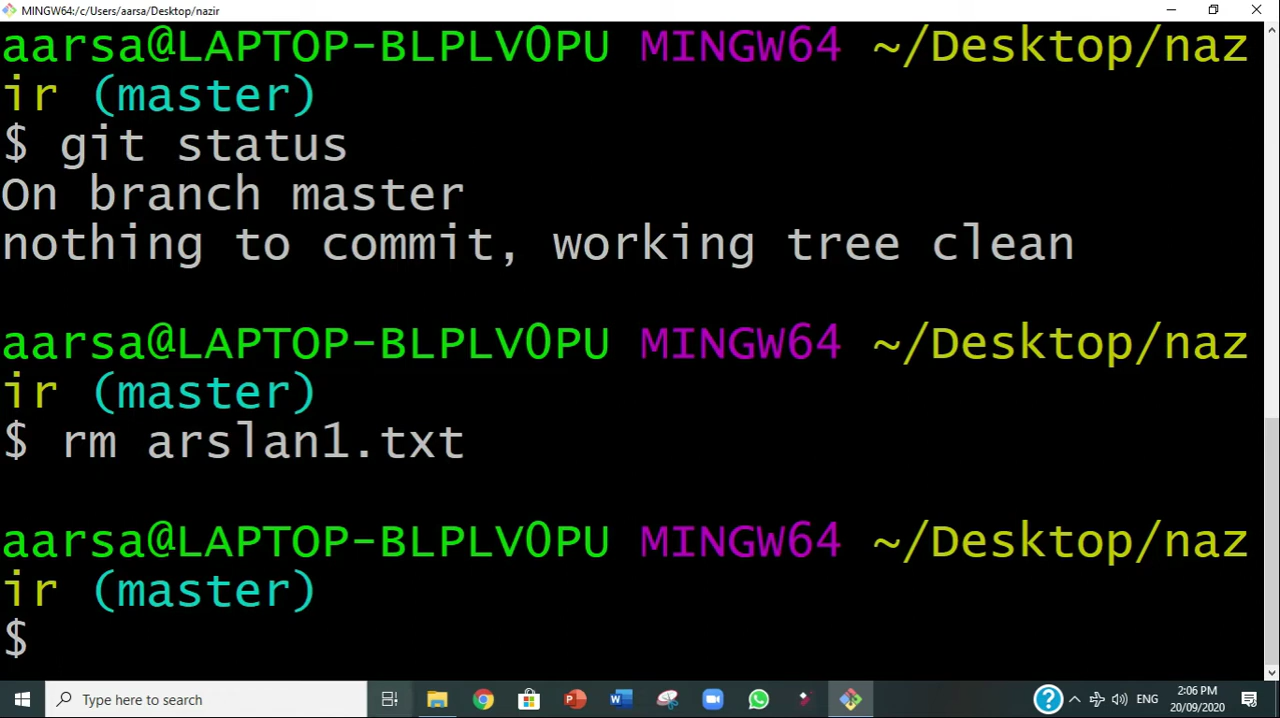 MINGW64:/c/Users/aarsa/Desktop/nazir
aarsa@LAPTOP-BLPLV0PU MINGW64 ~/Desktop/naz
ir (master)
$ git status
On branch master
nothing to commit, working tree clean
aarsa@LAPTOP-BLPLV0PU MINGW64 ~/Desktop/naz
ir (master)
$ rm arslan1.txt
aarsa@LAPTOP-BLPLV0PU MINGW64 ~/Desktop/naz
ir (master)
$
Type here to search
ENG
2:06 PM
20/09/2020